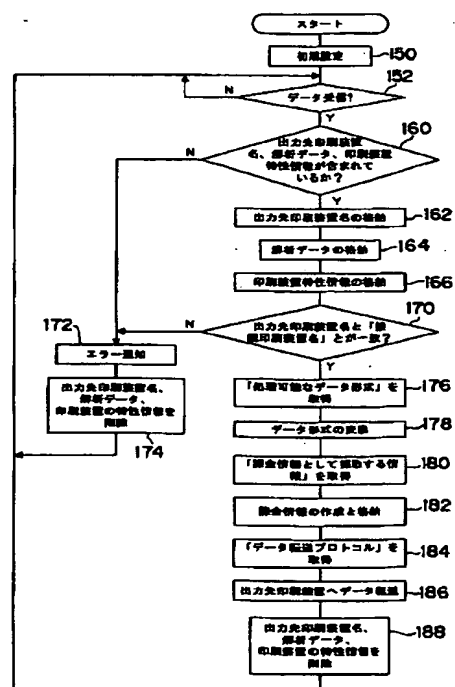 スタート
初期設定
150
152
データ受信?
N
Y
160
出力先印刷装置
名、解析データ、印刷装置
特性情報が含まれて
いるか?
N
Y
出力先印刷装置名の格納
162
解析データの格納
164
印刷装置特性情報の格納
166
170
出力先印刷装置名と「接
続印刷装置名」とが一致?
N
Y
172
エラー通知
出力先印刷装置名、
解析データ、
印刷装置の特性情報を
削除
174
「処理可能なデータ形式」を
取得
176
データ形式の変換
178
「課金情報として採取する情
報」を取得
180
課金情報の作成と格納
182
「データ転送プロトコル」を
取得
184
出力先印刷装置へデータ転送
186
出力先印刷装置名、
解析データ、
印刷装置の特性情報を
削除
188